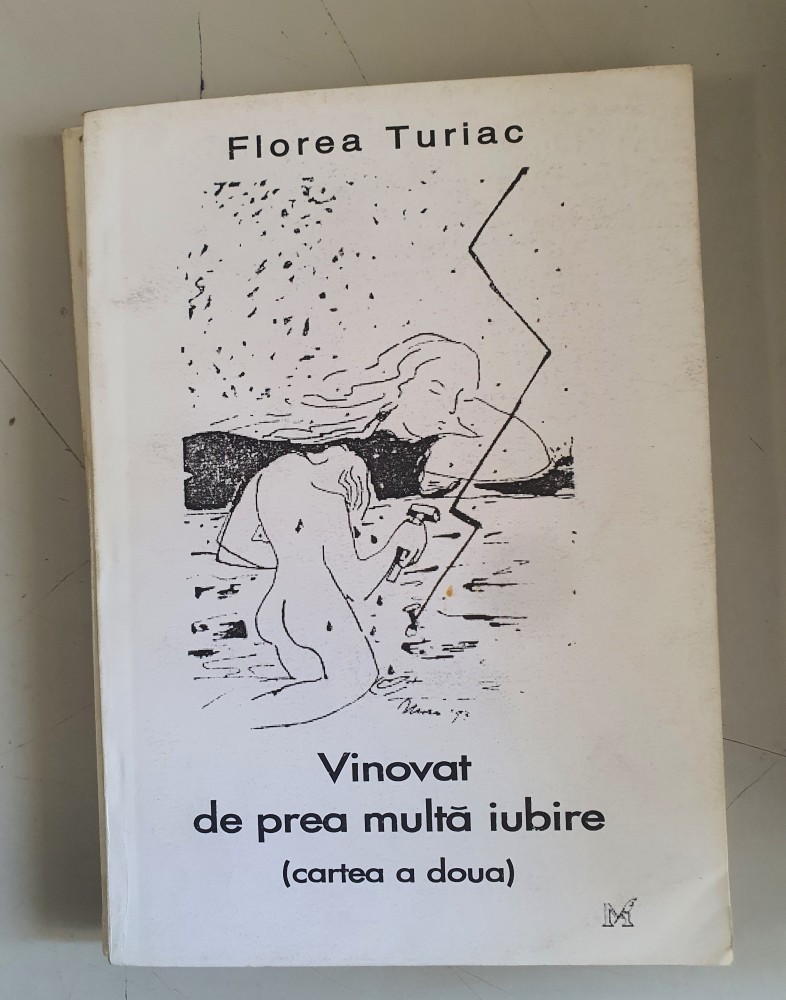 Florea Turiac
Vinovat
de prea multă iubire
(cartea a doua)
M